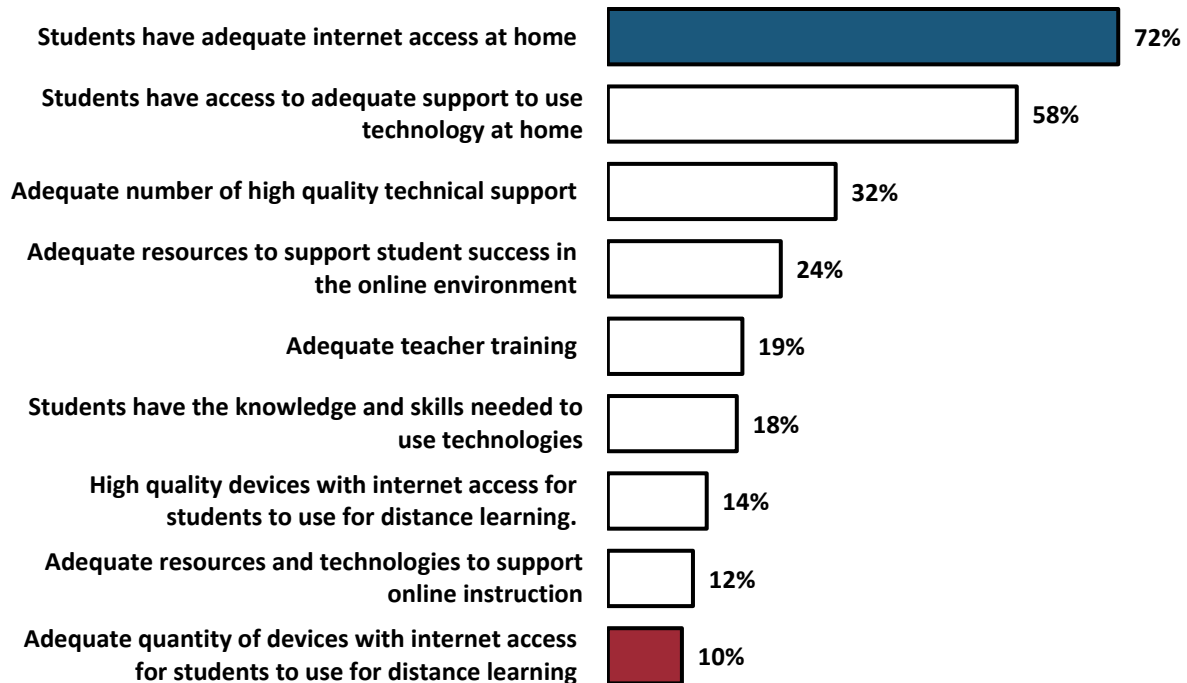 Students have adequate internet access at home
72%
Students have access to adequate support to use
technology at home
58%
Adequate number of high quality technical support
32%
Adequate resources to support student success in
the online environment
24%
Adequate teacher training
19%
Students have the knowledge and skills needed to
use technologies
18%
High quality devices with internet access for
students to use for distance learning.
14%
Adequate resources and technologies to support
online instruction
12%
Adequate quantity of devices with internet access
for students to use for distance learning
10%